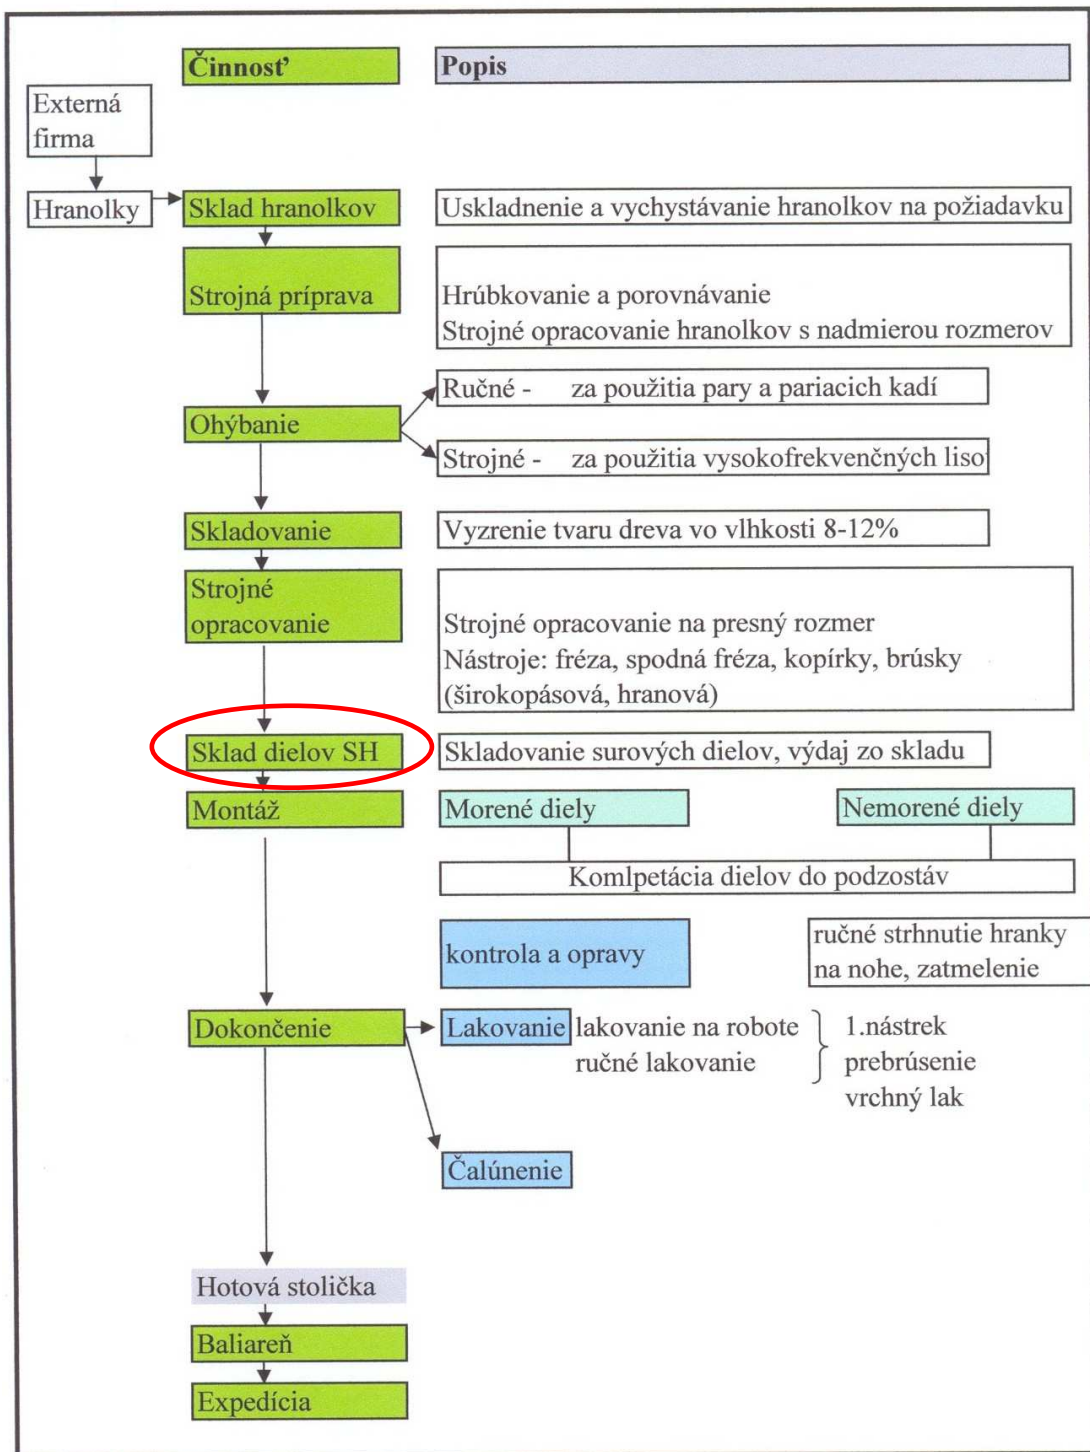 Činnosť
Popis
Externá
firma
Hranolky
Sklad hranolkov
Uskladnenie a vychystávanie hranolkov na požiadavku
Strojná príprava
Hrúbkovanie a porovnávanie
Strojné opracovanie hranolkov s nadmierou rozmerov
Ohýbanie
Ručné - za použitia pary a pariacich kadí
Strojné - za použitia vysokofrekvenčných liso
Skladovanie
Vyzrenie tvaru dreva vo vlhkosti 8-12%
Strojné
opracovanie
Strojné opracovanie na presný rozmer
Nástroje: fréza, spodná fréza, kopírky, brúsky
(širokopásová, hranová)
Sklad dielov SH
Skladovanie surových dielov, výdaj zo skladu
Montáž
Morené diely
Nemorené diely
Komlpetácia dielov do podzostáv
kontrola a opravy
ručné strhnutie hranky
na nohe, zatmelenie
Dokončenie
Lakovanie
lakovanie na robote
ručné lakovanie
1.nástrek
prebrúsenie
vrchný lak
Čalúnenie
Hotová stolička
Baliareň
Expedícia